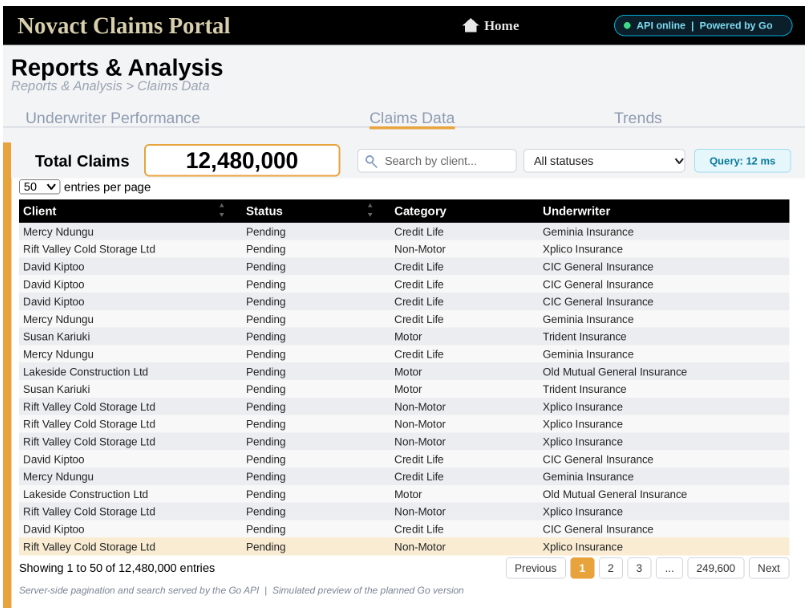 Novact Claims Portal
Home
API online | Powered by Go
Reports & Analysis
Reports & Analysis > Claims Data
Underwriter Performance Claims Data Trends
Total Claims 12,480,000 Search by client... All statuses Query: 12 ms
50 entries per page
Client Status Category Underwriter
Mercy Ndungu Pending Credit Life Geminia Insurance
Rift Valley Cold Storage Ltd Pending Non-Motor Xplico Insurance
David Kiptoo Pending Credit Life CIC General Insurance
David Kiptoo Pending Credit Life CIC General Insurance
David Kiptoo Pending Credit Life CIC General Insurance
Mercy Ndungu Pending Credit Life Geminia Insurance
Susan Kariuki Pending Motor Trident Insurance
Mercy Ndungu Pending Credit Life Geminia Insurance
Lakeside Construction Ltd Pending Motor Old Mutual General Insurance
Susan Kariuki Pending Motor Trident Insurance
Rift Valley Cold Storage Ltd Pending Non-Motor Xplico Insurance
Rift Valley Cold Storage Ltd Pending Non-Motor Xplico Insurance
Rift Valley Cold Storage Ltd Pending Non-Motor Xplico Insurance
David Kiptoo Pending Credit Life CIC General Insurance
Mercy Ndungu Pending Credit Life Geminia Insurance
Lakeside Construction Ltd Pending Motor Old Mutual General Insurance
Rift Valley Cold Storage Ltd Pending Non-Motor Xplico Insurance
David Kiptoo Pending Credit Life CIC General Insurance
Rift Valley Cold Storage Ltd Pending Non-Motor Xplico Insurance
Showing 1 to 50 of 12,480,000 entries Previous 1 2 3 ... 249,600 Next
Server-side pagination and search served by the Go API | Simulated preview of the planned Go version